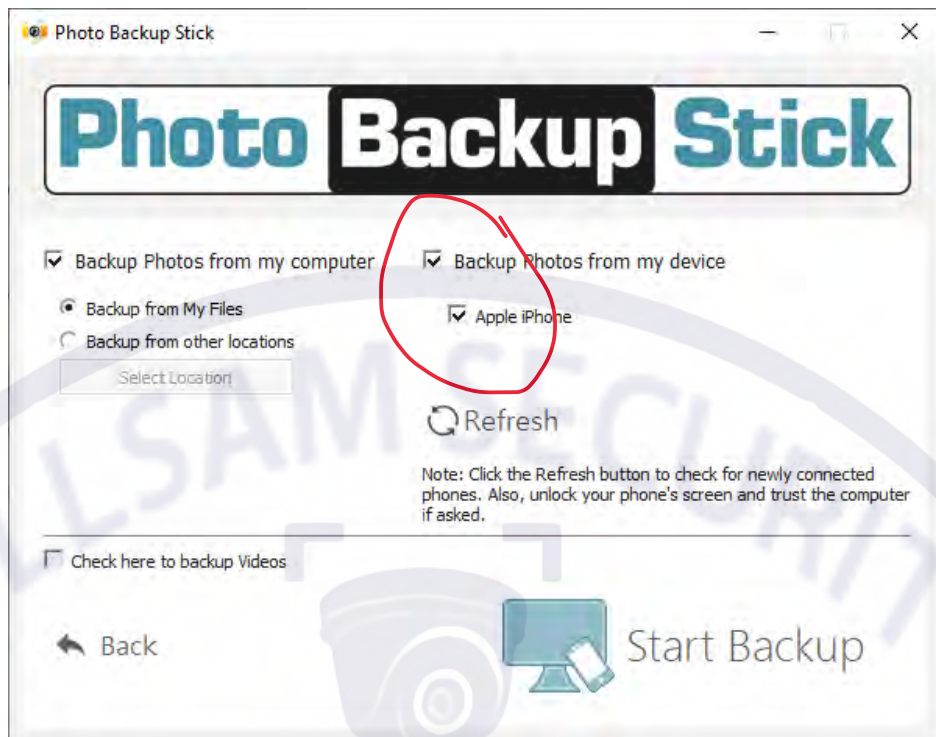 Photo Backup Stick
Photo Backup Stick
Backup Photos from my computer
Backup from My Files
Backup from other locations
Select Location
Backup Photos from my device
Apple iPhone
Refresh
Note: Click the Refresh button to check for newly connected
phones. Also, unlock your phone's screen and trust the computer
if asked.
Check here to backup Videos
Back
Start Backup
LLSAM SECURIT